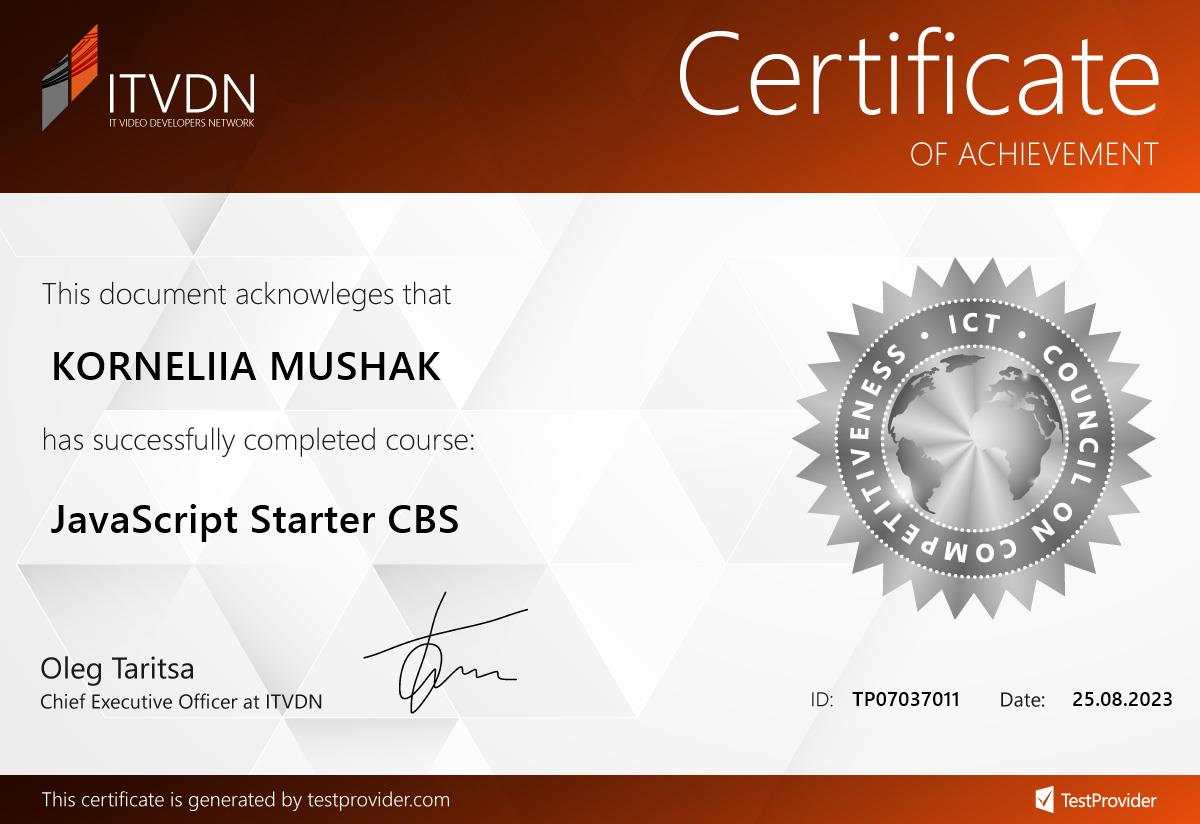 ITVDN
IT VIDEO DEVELOPERS NETWORK
Certificate
OF ACHIEVEMENT
This document acknowleges that
KORNELIIA MUSHAK
has successfully completed course:
JavaScript Starter CBS
ICT • COUNCIL ON COMPETITIVENESS •
Oleg Taritsa
Chief Executive Officer at ITVDN
ID: TP07037011 Date: 25.08.2023
This certificate is generated by testprovider.com
TestProvider